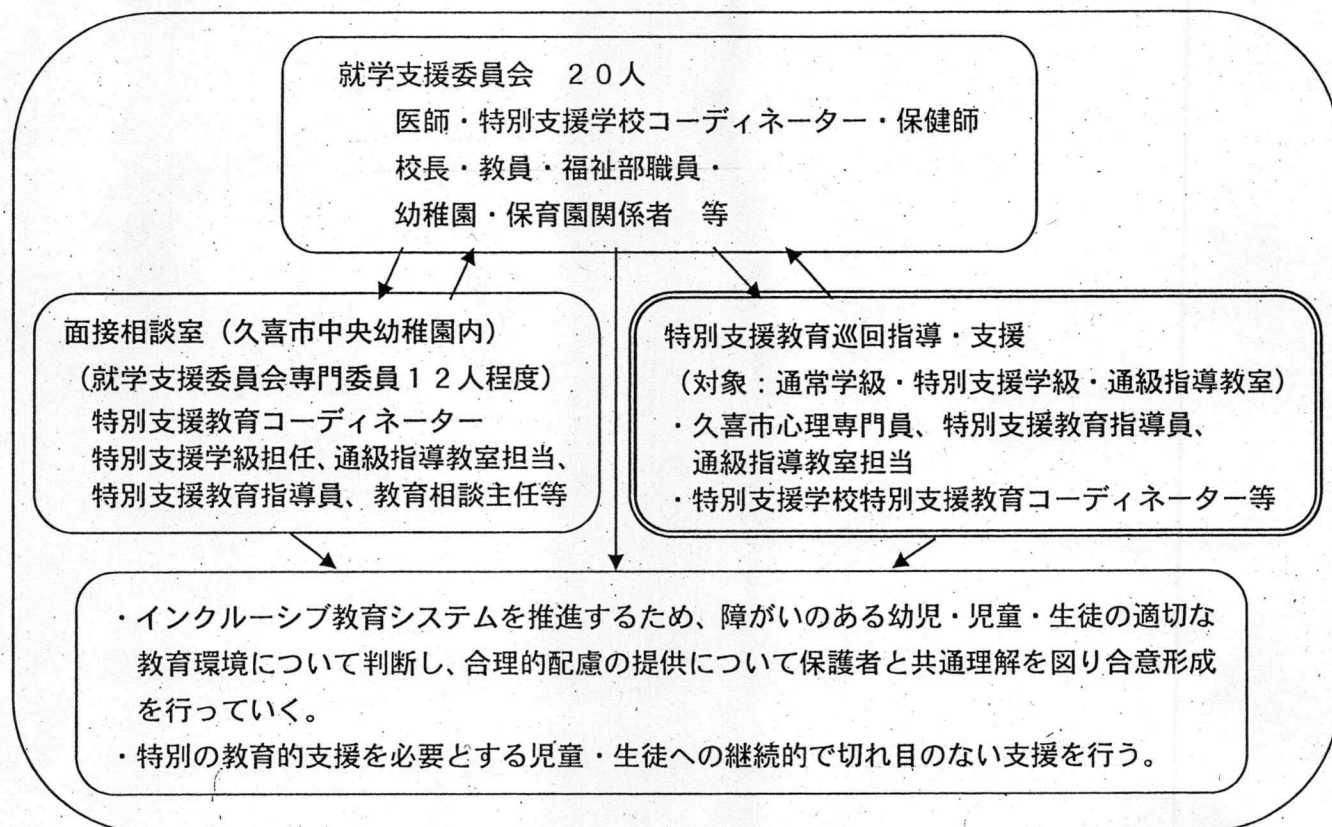 就学支援委員会　２０人
医師・特別支援学校コーディネーター・保健師
校長・教員・福祉部職員・
幼稚園・保育園関係者　等
面接相談室（久喜市中央幼稚園内）
（就学支援委員会専門委員１２人程度）
特別支援教育コーディネーター
特別支援学級担任、通級指導教室担当、
特別支援教育指導員、教育相談主任等
特別支援教育巡回指導・支援
（対象：通常学級・特別支援学級・通級指導教室）
・久喜市心理専門員、特別支援教育指導員、
通級指導教室担当
・特別支援学校特別支援教育コーディネーター等
・インクルーシブ教育システムを推進するため、障がいのある幼児・児童・生徒の適切な
教育環境について判断し、合理的配慮の提供について保護者と共通理解を図り合意形成
を行っていく。
・特別の教育的支援を必要とする児童・生徒への継続的で切れ目のない支援を行う。